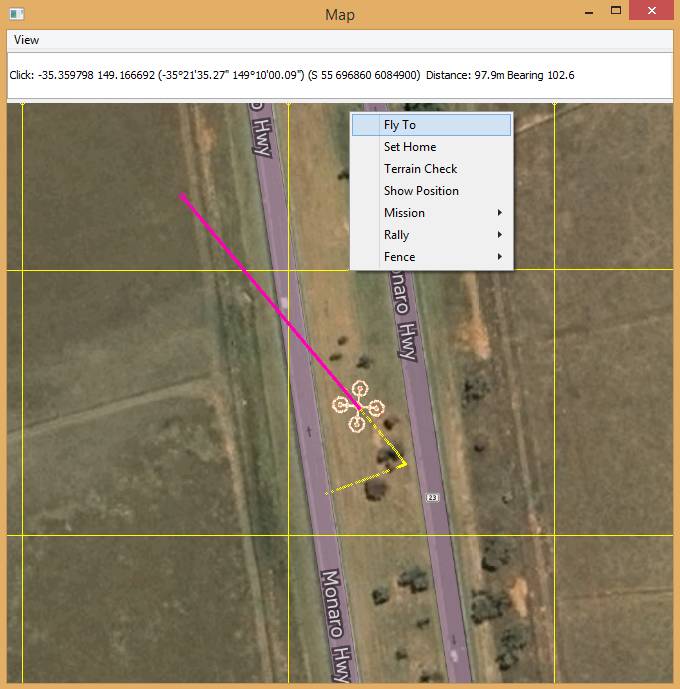 Map
View
Click: -35.359798 149.166692 (-35°21'35.27" 149°10'00.09") (S 55 696860 6084900) Distance: 97.9m Bearing 102.6
o Hwy
Fly To
Set Home
Terrain Check
Show Position
Mission
Rally
Fence
onaro Hwy
23
Monaro Hwy